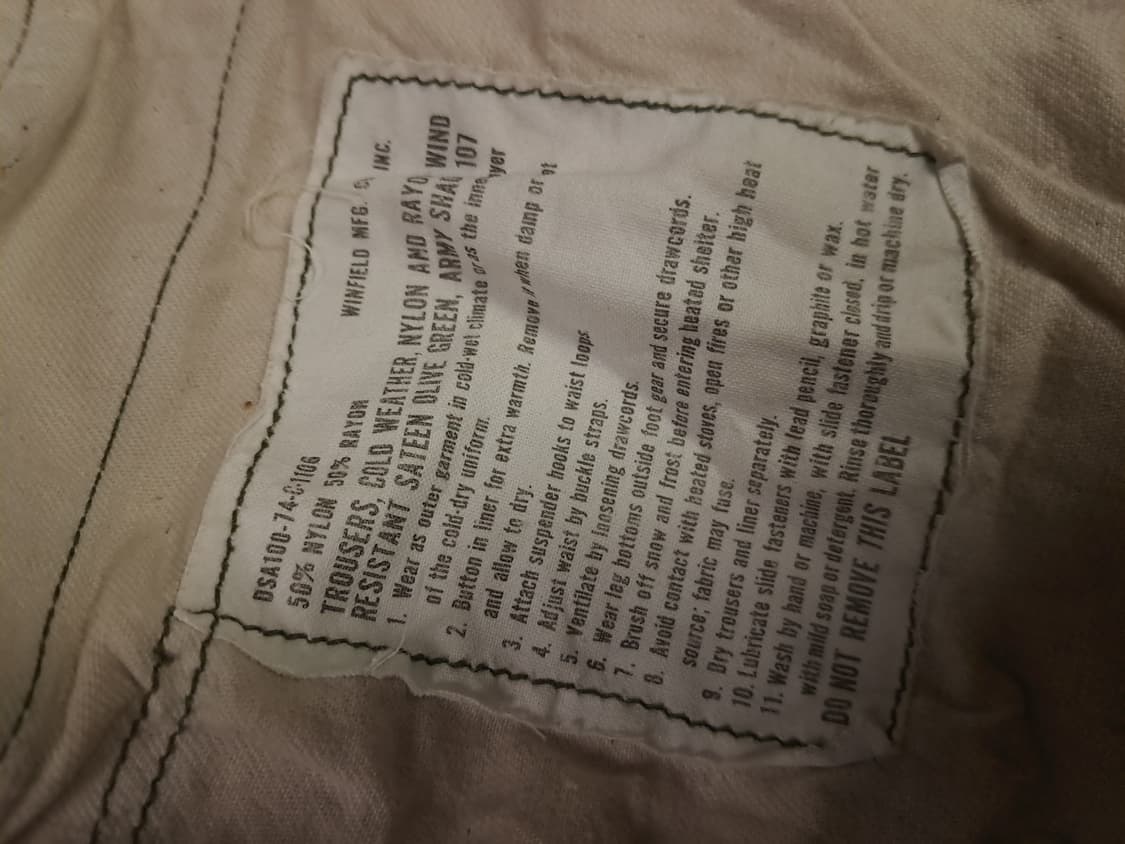 DSA100-74-C-1106 WINFIELD MFG. INC.
50% NYLON 50% RAYON
TROUSERS, COLD WEATHER, NYLON AND RAYO WIND
RESISTANT SATEEN OLIVE GREEN, ARMY SHA 107
1. Wear as outer garment in cold-wet climate or as the inne yer
of the cold-dry uniform.
2. Button in liner for extra warmth. Remove when damp or
and allow to dry.
3. Attach suspender hooks to waist loops
4. Adjust waist by buckle straps.
5. Ventilate by loosening drawcords.
6. Wear leg bottoms outside foot gear and secure drawcords.
7. Brush off snow and frost before entering heated shelter.
8. Avoid contact with heated stoves, open fires or other high heat
source; fabric may fuse.
9. Dry trousers and liner separately.
10. Lubricate slide fasteners with lead pencil, graphite or wax.
11. Wash by hand or machine, with slide fastener closed, in hot water
with mild soap or detergent. Rinse thoroughly and drip or machine dry.
DO NOT REMOVE THIS LABEL